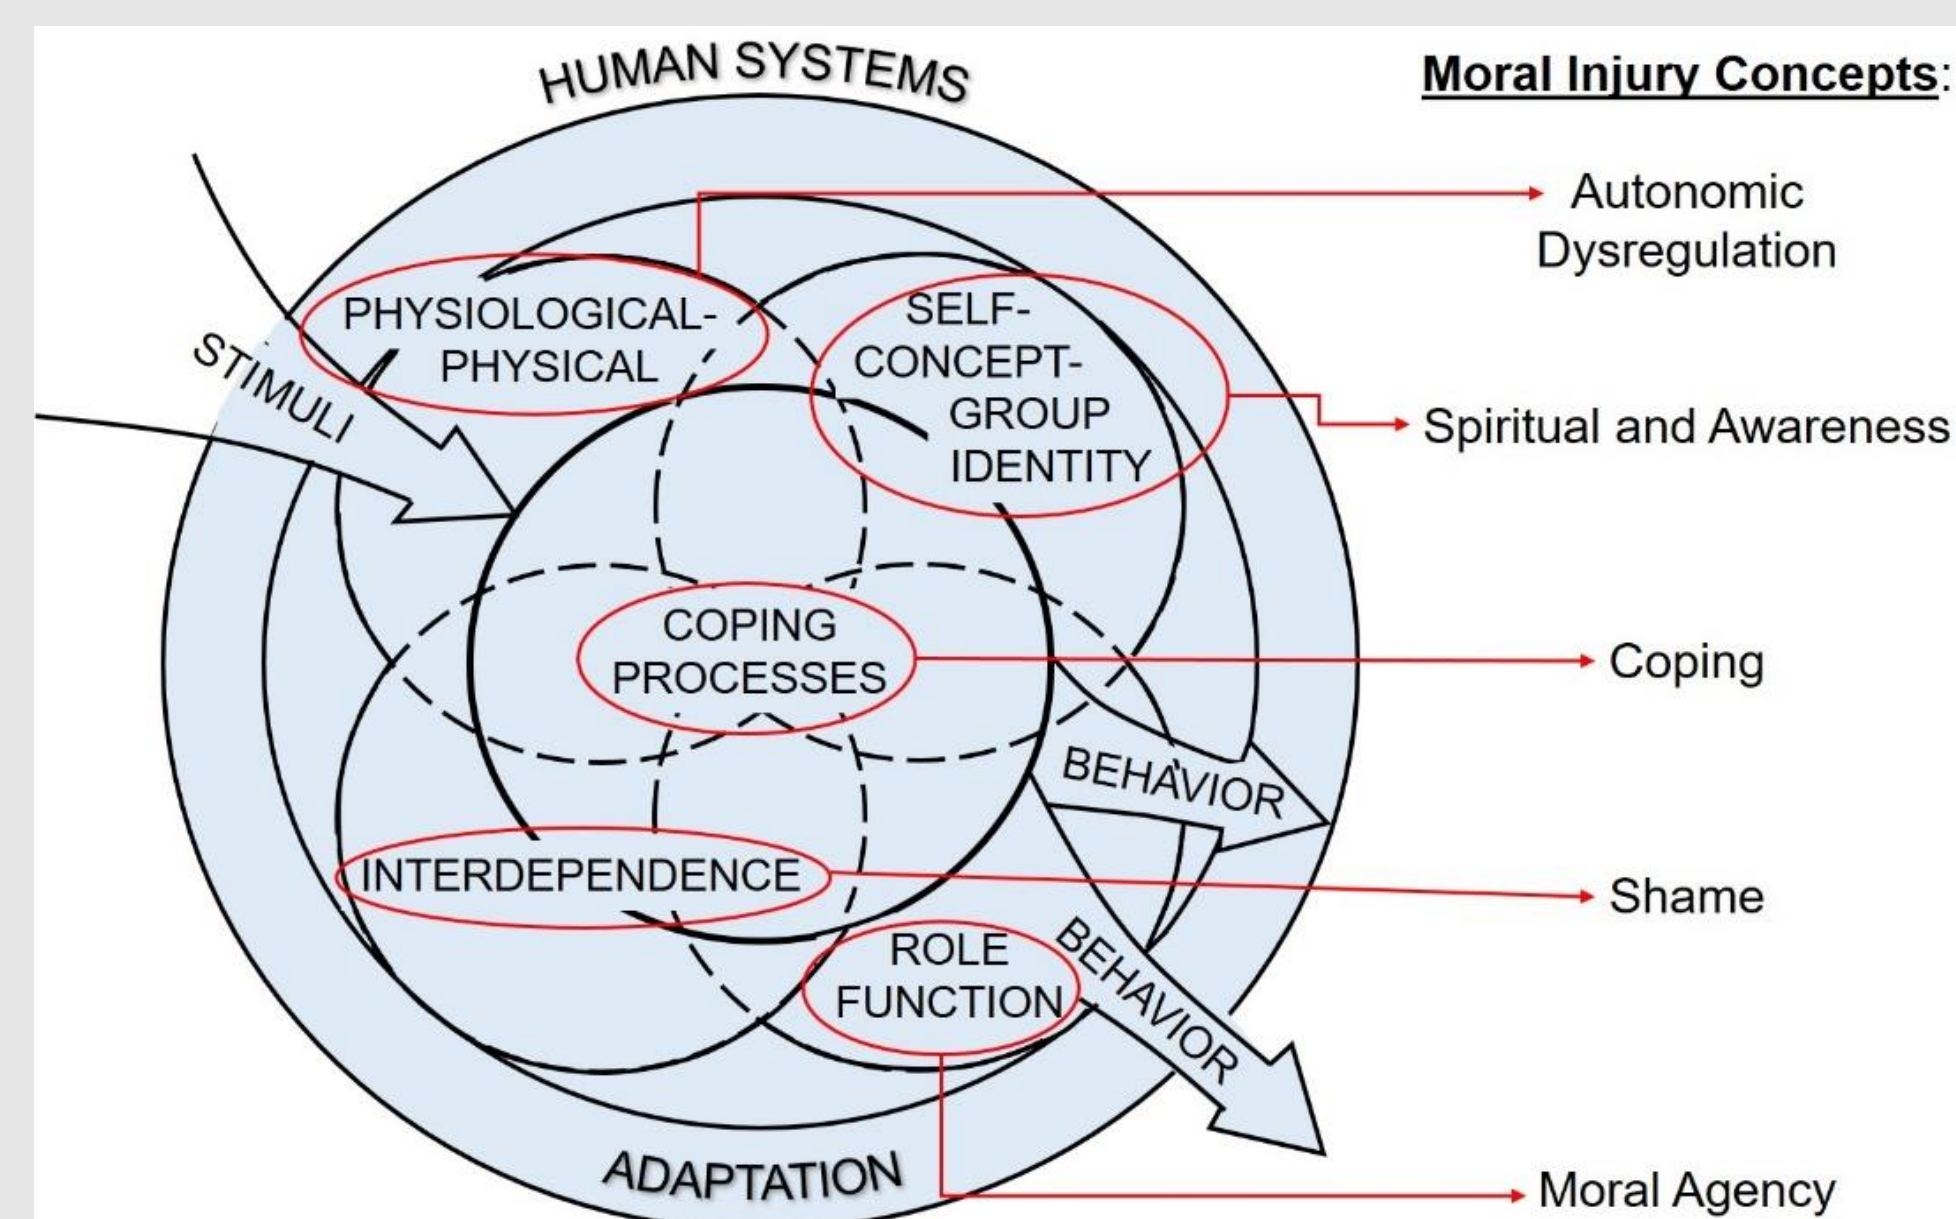 HUMAN SYSTEMS
Moral Injury Concepts:
Autonomic
Dysregulation
PHYSIOLOGICAL-
PHYSICAL
SELF-
CONCEPT-
GROUP
IDENTITY
STIMULI
Spiritual and Awareness
COPING
PROCESSES
Coping
BEHAVIOR
INTERDEPENDENCE
Shame
ROLE
FUNCTION
BEHAVIOR
ADAPTATION
Moral Agency